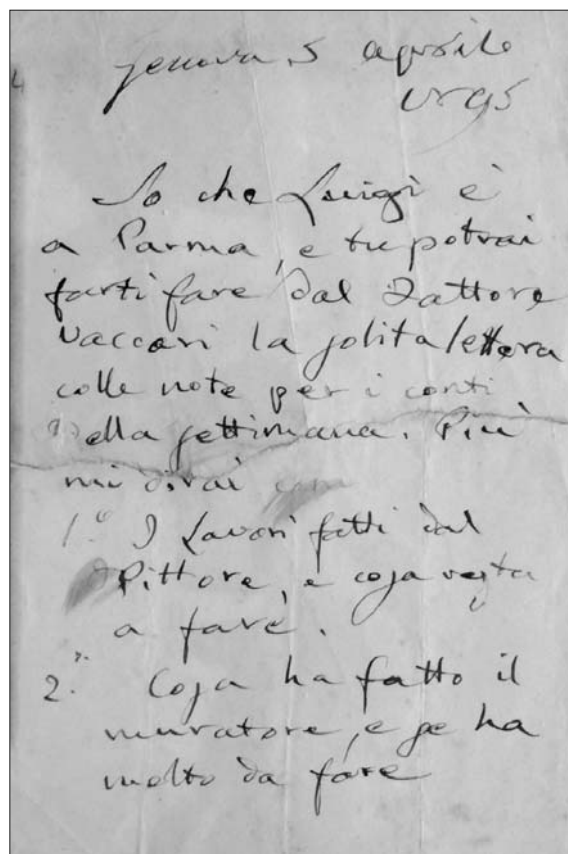 Genova 5 aprile
1895
So che Luigi è
a Parma, e tu potrai
farti fare dal Fattore
Vaccari la solita lettera
colle note per i conti
della settimana. Più
mi dirai
1.º I Lavori fatti dal
Pittore, e cosa resta
a fare.
2.º Cosa ha fatto il
muratore, e se ha
molto da fare